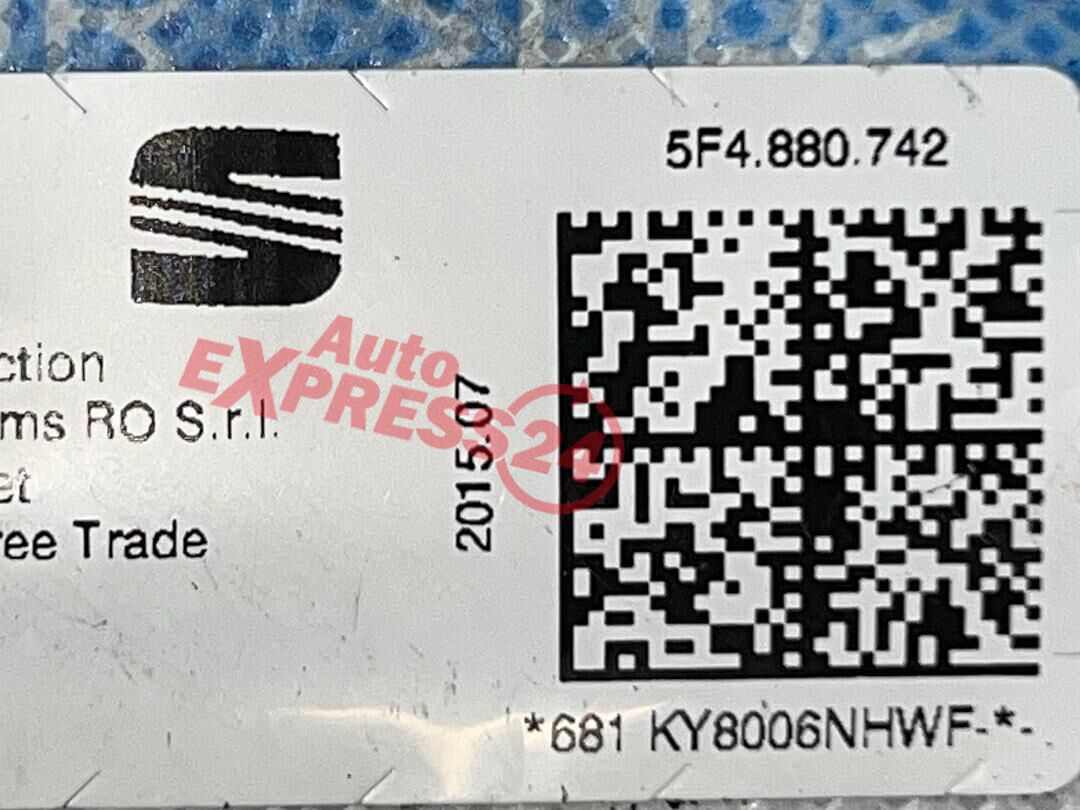 5F4.880.742
ction
ms RO S.r.l.
et
ree Trade
2015.07
Auto
EXPRESS24
*681 KY8006NHWF-*-